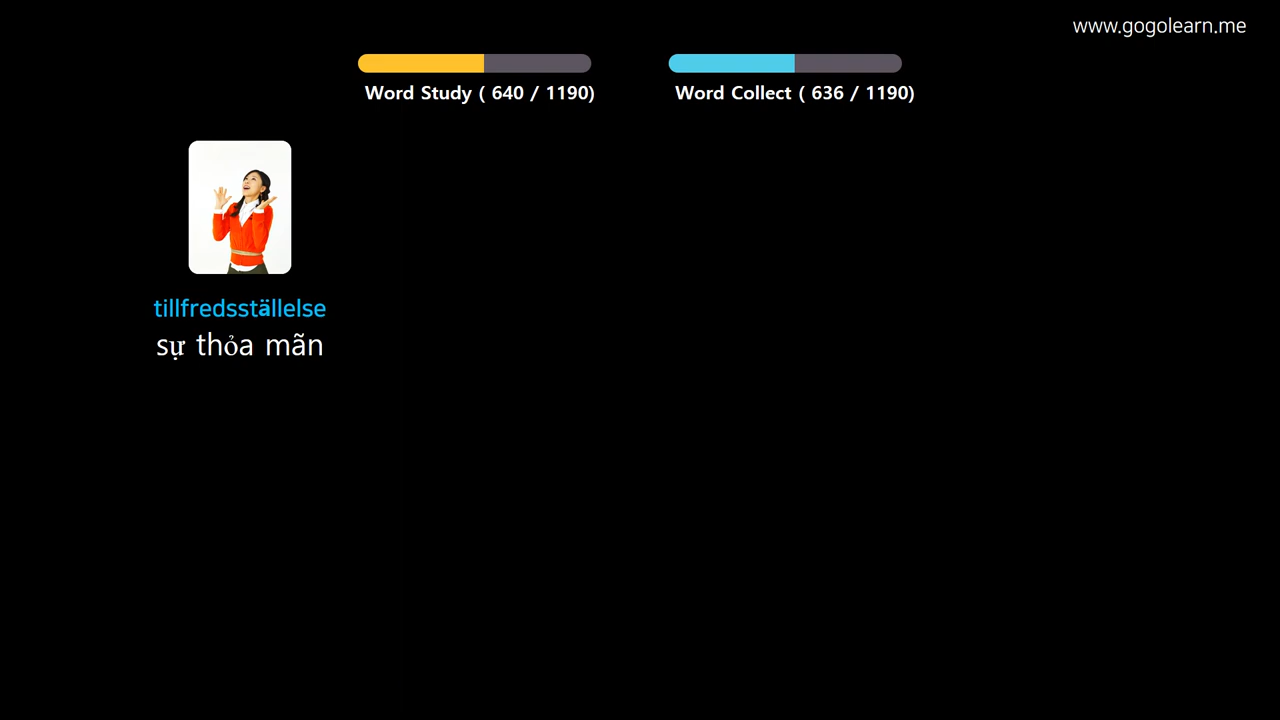 www.gogolearn.me
Word Study ( 640 / 1190)
Word Collect ( 636 / 1190)
tillfredsställelse
sự thỏa mãn